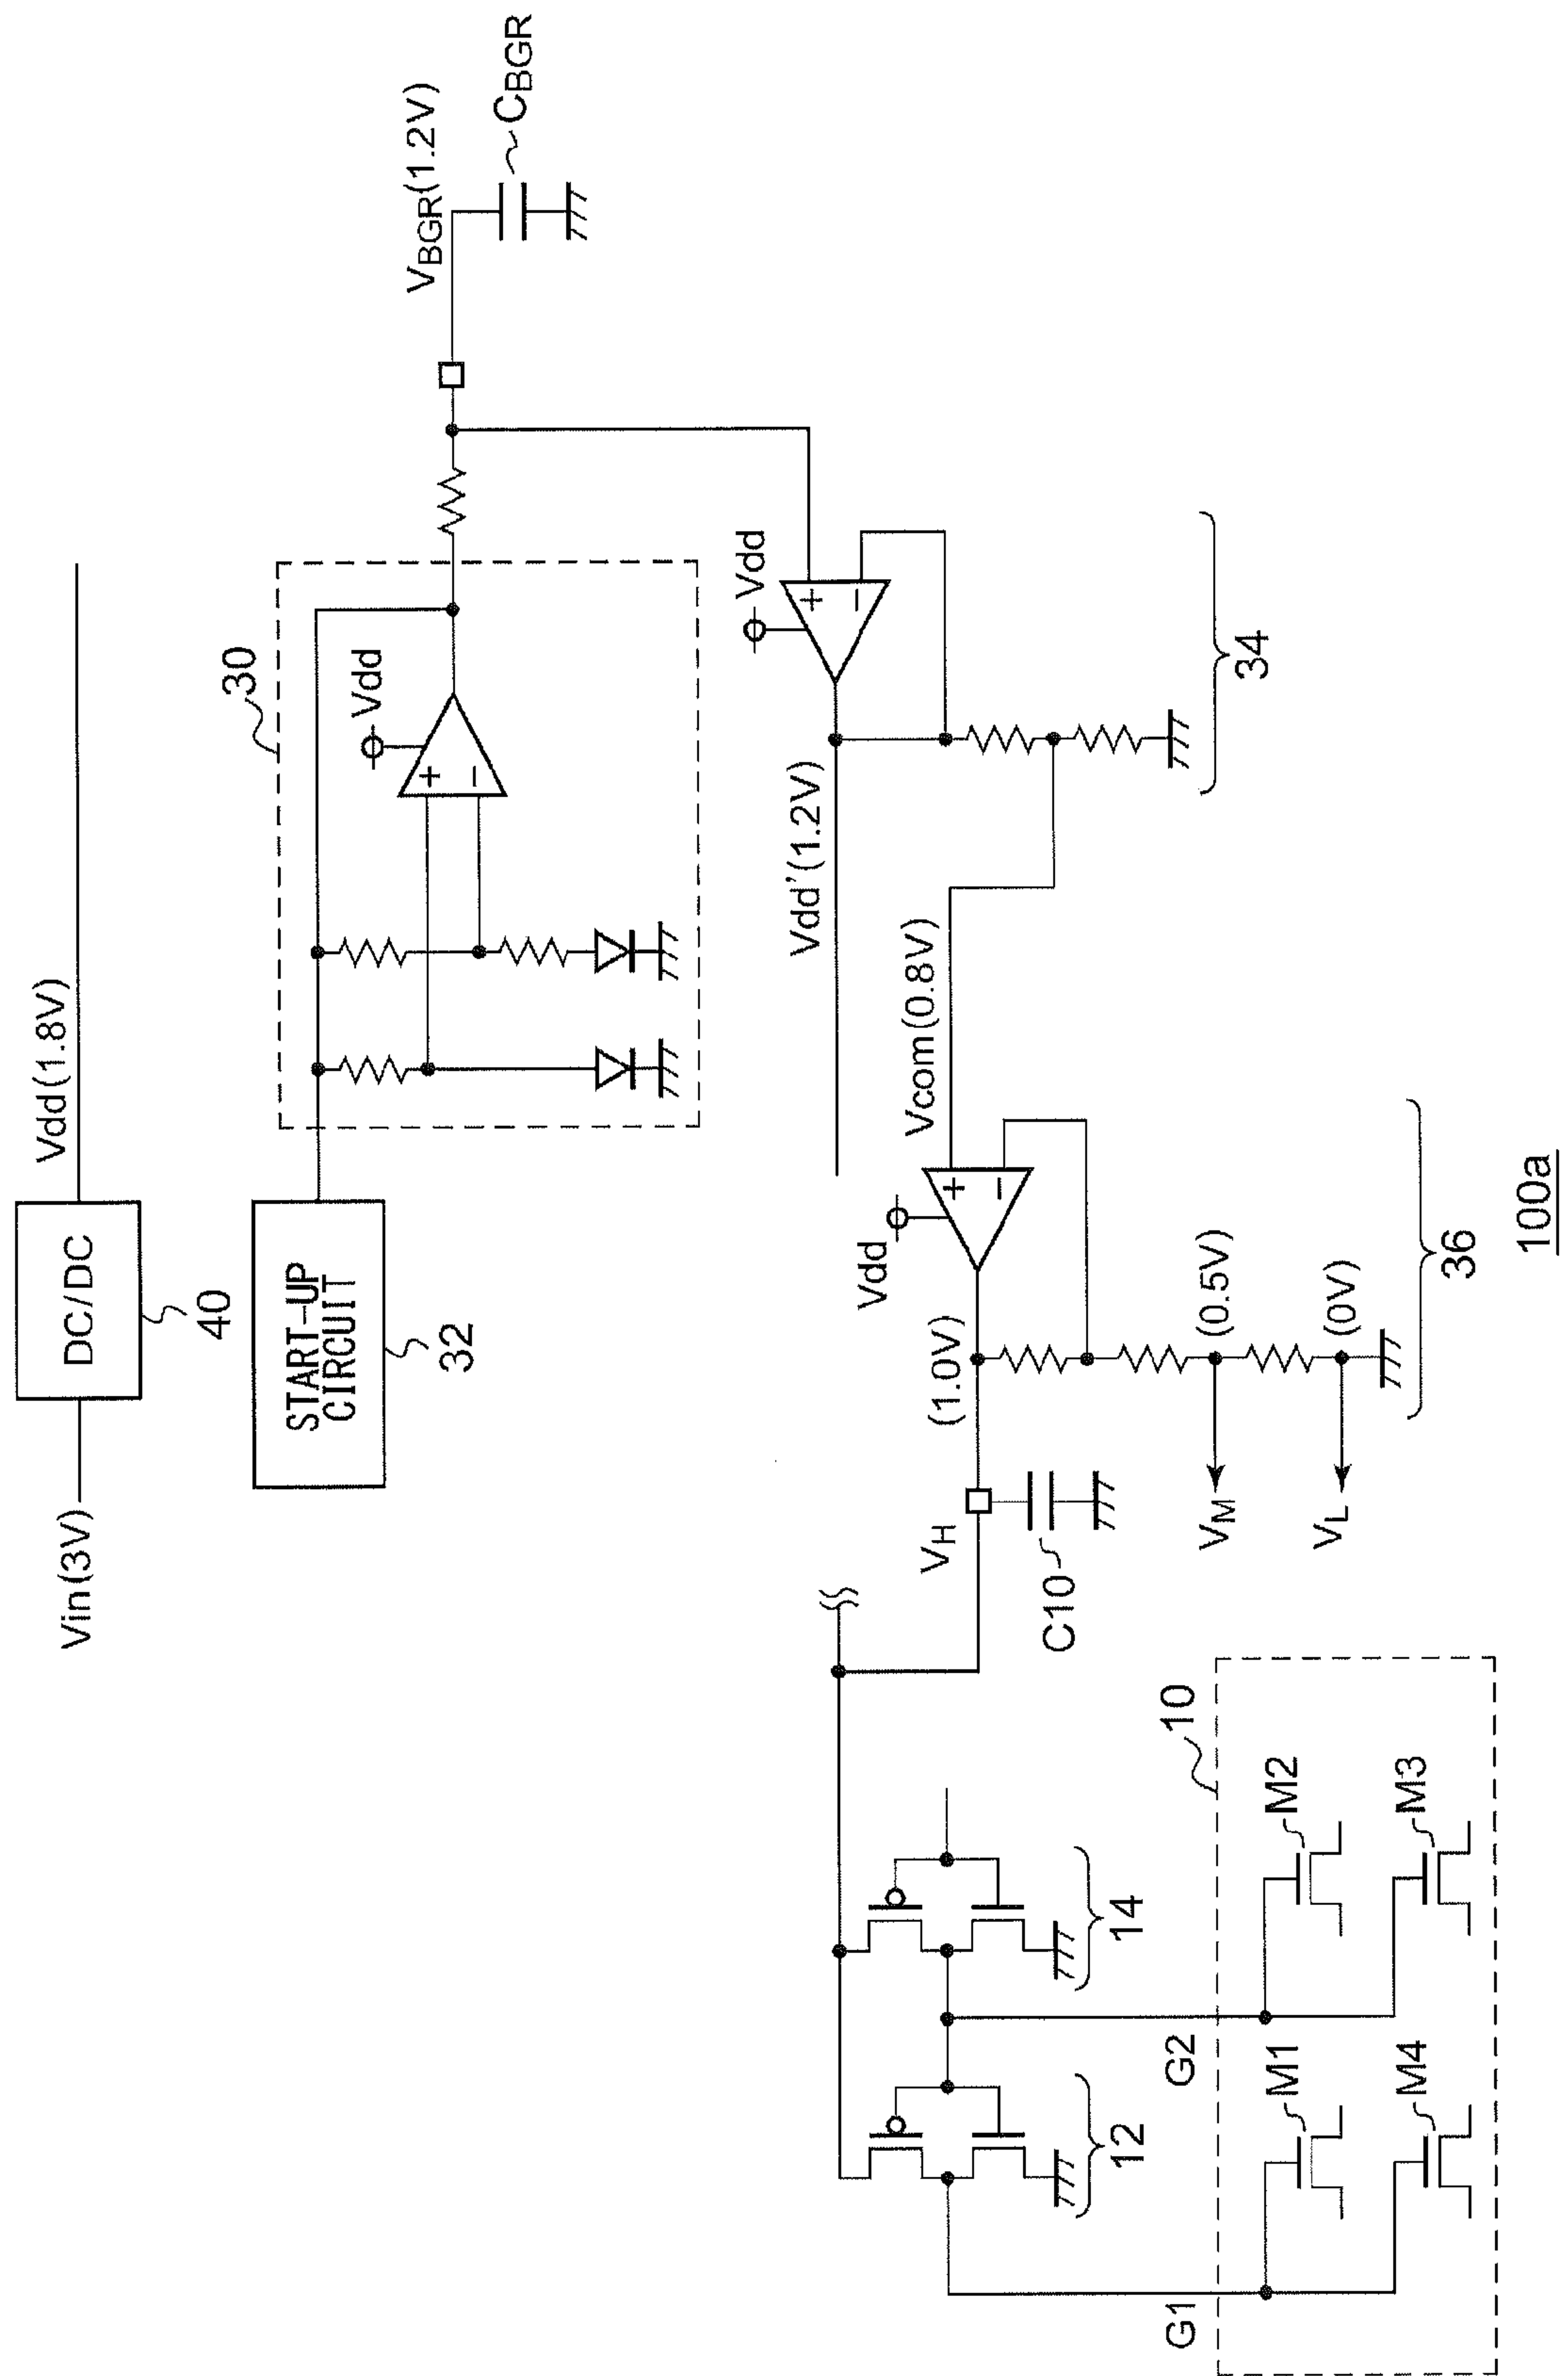 Vin(3V)
DC/DC
40
Vdd(1.8V)
START-UP
CIRCUIT
32
30
Vdd
+
−
VBGR(1.2V)
CBGR
Vdd
+
−
34
Vdd'(1.2V)
Vcom(0.8V)
Vdd
+
−
36
(1.0V)
(0.5V)
(0V)
VH
C10
VM
VL
14
12
10
G2
G1
M2
M3
M1
M4
100a